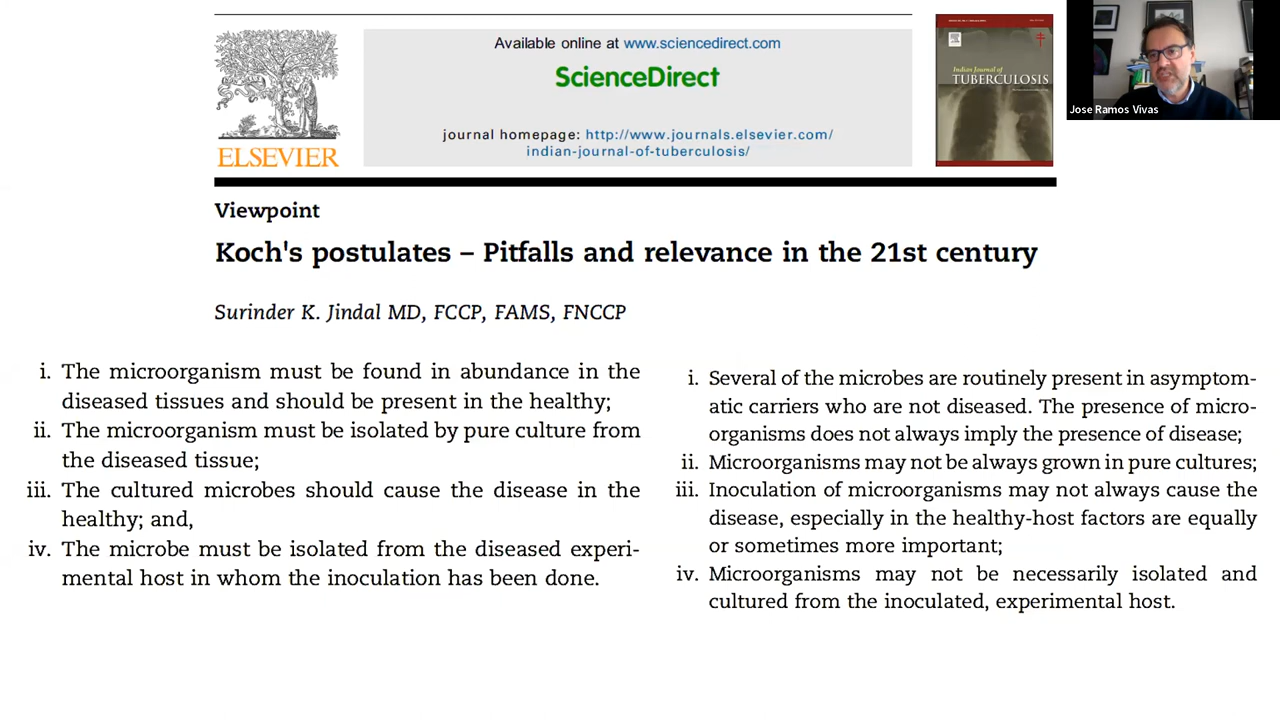 Available online at www.sciencedirect.com
ScienceDirect
journal homepage: http://www.journals.elsevier.com/
indian-journal-of-tuberculosis/
ELSEVIER
Indian Journal of
TUBERCULOSIS
Jose Ramos Vivas
Viewpoint
Koch's postulates – Pitfalls and relevance in the 21st century
Surinder K. Jindal MD, FCCP, FAMS, FNCCP
i. The microorganism must be found in abundance in the
diseased tissues and should be present in the healthy;
ii. The microorganism must be isolated by pure culture from
the diseased tissue;
iii. The cultured microbes should cause the disease in the
healthy; and,
iv. The microbe must be isolated from the diseased experi-
mental host in whom the inoculation has been done.
i. Several of the microbes are routinely present in asymptom-
atic carriers who are not diseased. The presence of micro-
organisms does not always imply the presence of disease;
ii. Microorganisms may not be always grown in pure cultures;
iii. Inoculation of microorganisms may not always cause the
disease, especially in the healthy-host factors are equally
or sometimes more important;
iv. Microorganisms may not be necessarily isolated and
cultured from the inoculated, experimental host.